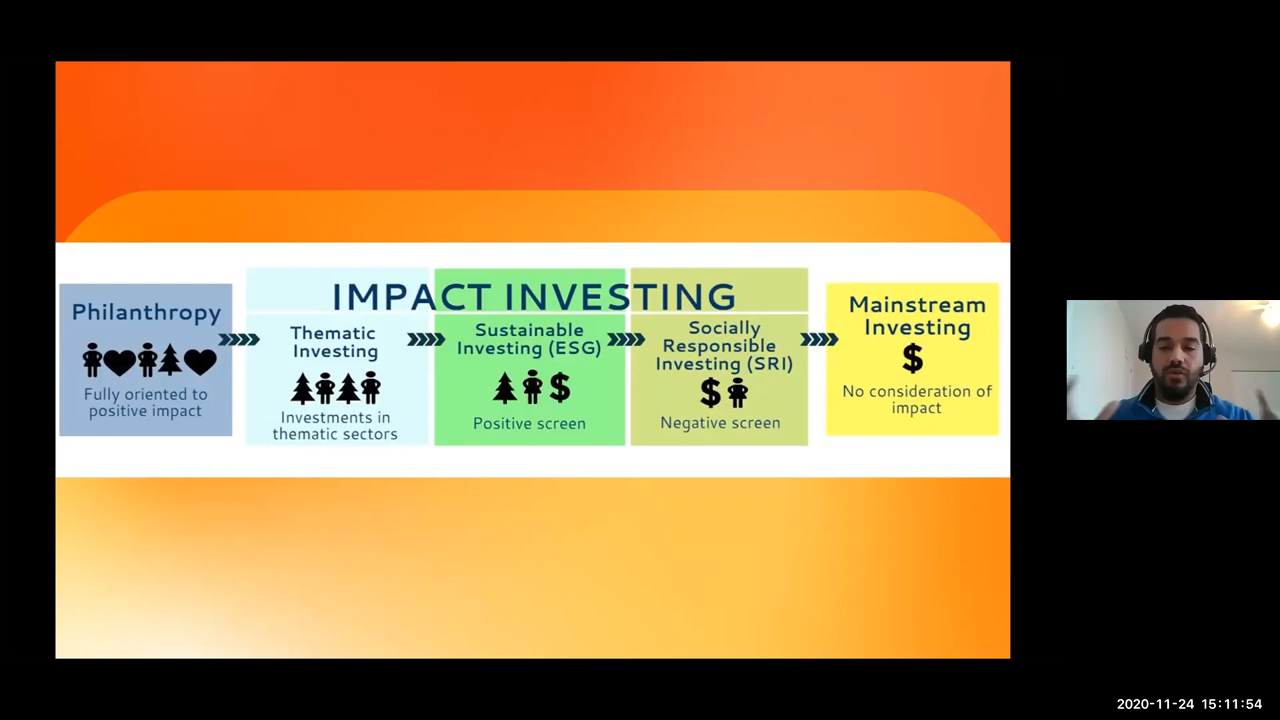 IMPACT INVESTING
Philanthropy
Fully oriented to
positive impact
Thematic
Investing
Investments in
thematic sectors
Sustainable
Investing (ESG)
$
Positive screen
Socially
Responsible
Investing (SRI)
$
Negative screen
Mainstream
Investing
$
No consideration of
impact
2020-11-24 15:11:54